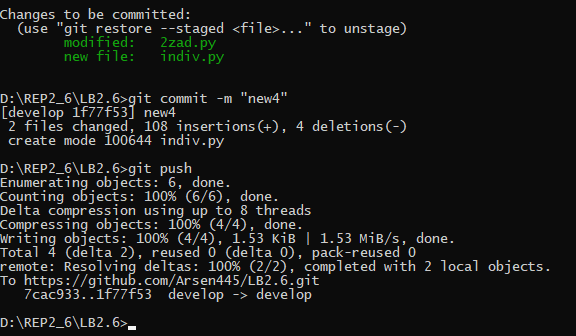 Changes to be committed:
  (use "git restore --staged <file>..." to unstage)
        modified:   2zad.py
        new file:   indiv.py

D:\REP2_6\LB2.6>git commit -m "new4"
[develop 1f77f53] new4
 2 files changed, 108 insertions(+), 4 deletions(-)
 create mode 100644 indiv.py

D:\REP2_6\LB2.6>git push
Enumerating objects: 6, done.
Counting objects: 100% (6/6), done.
Delta compression using up to 8 threads
Compressing objects: 100% (4/4), done.
Writing objects: 100% (4/4), 1.53 KiB | 1.53 MiB/s, done.
Total 4 (delta 2), reused 0 (delta 0), pack-reused 0
remote: Resolving deltas: 100% (2/2), completed with 2 local objects.
To https://github.com/Arsen445/LB2.6.git
   7cac933..1f77f53  develop -> develop

D:\REP2_6\LB2.6>